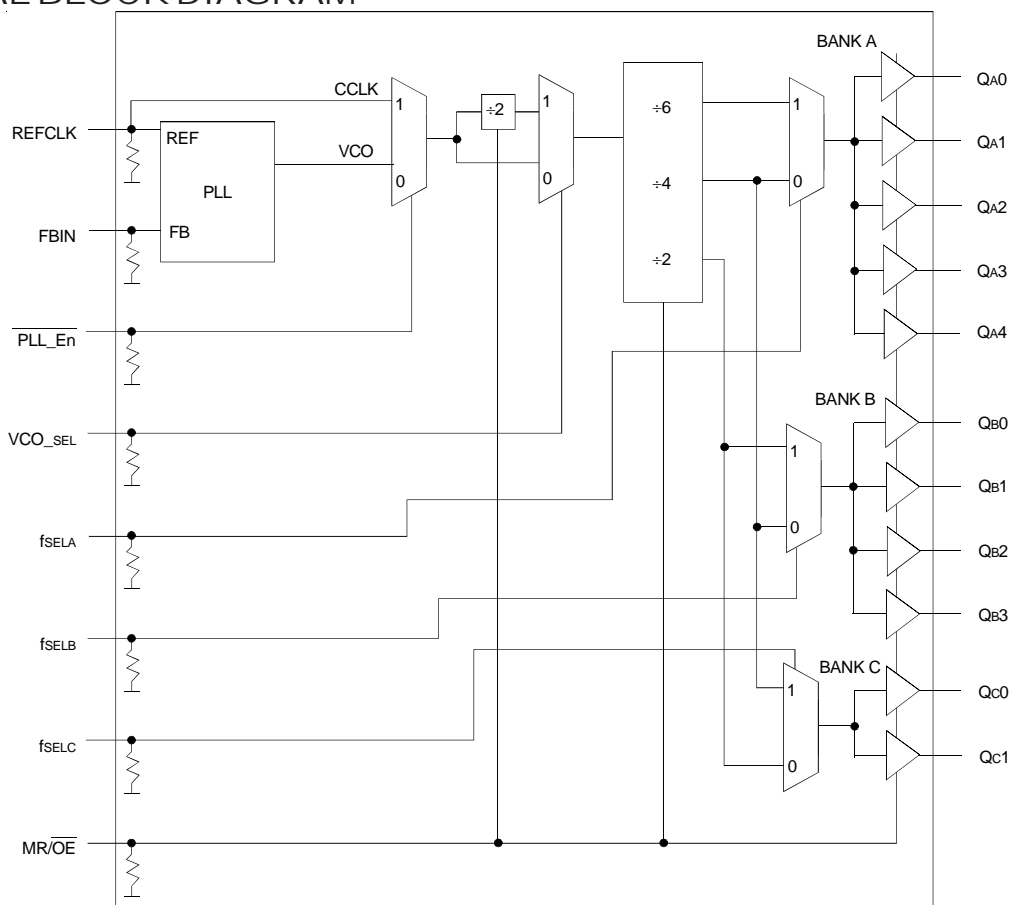 AL BLOCK DIAGRAM
BANK A
QA0
CCLK
1
÷2
1
÷6
1
REFCLK
REF
QA1
VCO
0
PLL
0
÷4
0
QA2
FBIN
FB
÷2
QA3
PLL_En
QA4
BANK B
QB0
VCO_SEL
1
QB1
fSELA
0
QB2
QB3
fSELB
BANK C
1
QC0
fSELC
0
QC1
MR/OE